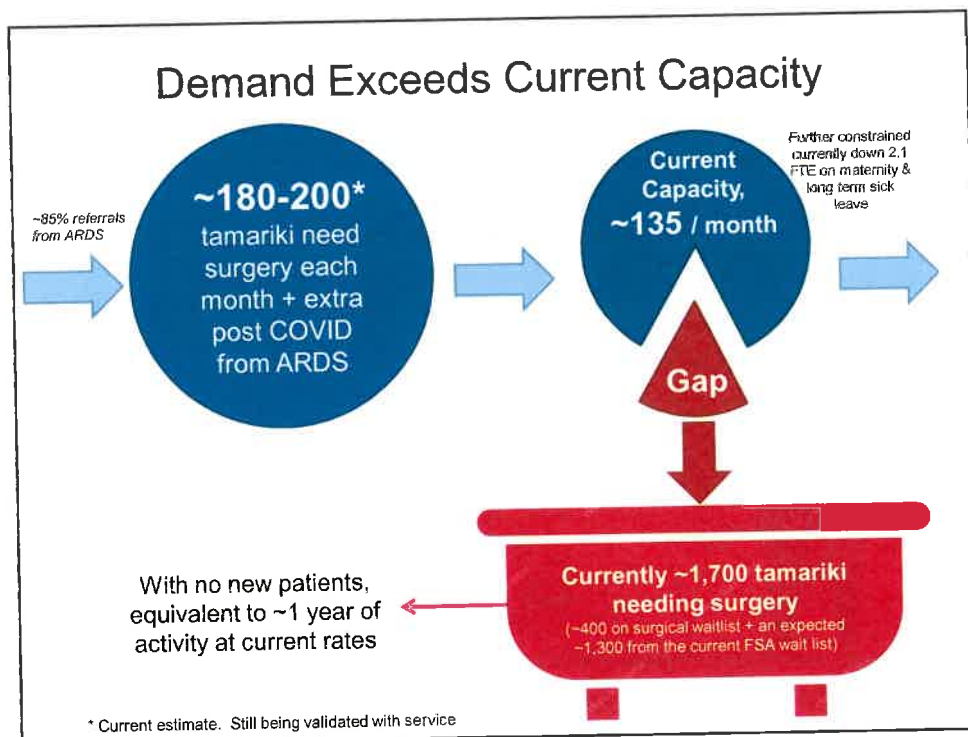 Demand Exceeds Current Capacity
~85% referrals
from ARDS
~180-200*
tamariki need
surgery each
month + extra
post COVID
from ARDS
Current
Capacity,
~135 / month
Further constrained
currently down 2.1
FTE on maternity &
long term sick
leave
Gap
Currently ~1,700 tamariki
needing surgery
(~400 on surgical waitlist + an expected
~1,300 from the current FSA wait list)
With no new patients,
equivalent to ~1 year of
activity at current rates
* Current estimate. Still being validated with service